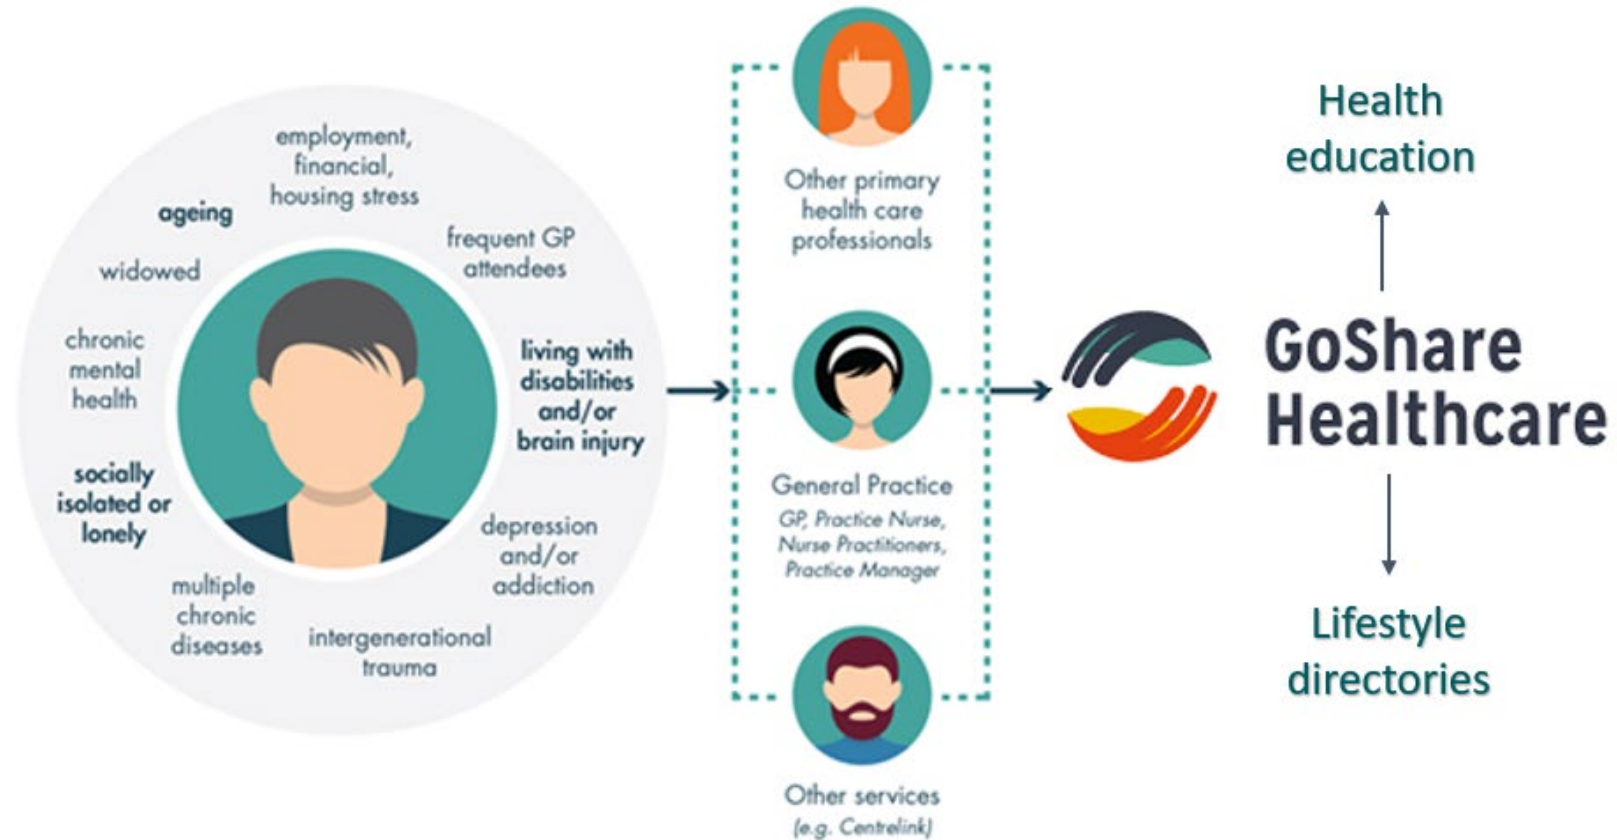 employment,
financial,
housing stress
ageing
frequent GP
attendees
widowed
chronic
mental
health
living with
disabilities
and/or
brain injury
socially
isolated or
lonely
depression
and/or
addiction
multiple
chronic
diseases
intergenerational
trauma
Other primary
health care
professionals
General Practice
GP, Practice Nurse,
Nurse Practitioners,
Practice Manager
Other services
(e.g. Centrelink)
Health
education
GoShare
Healthcare
Lifestyle
directories